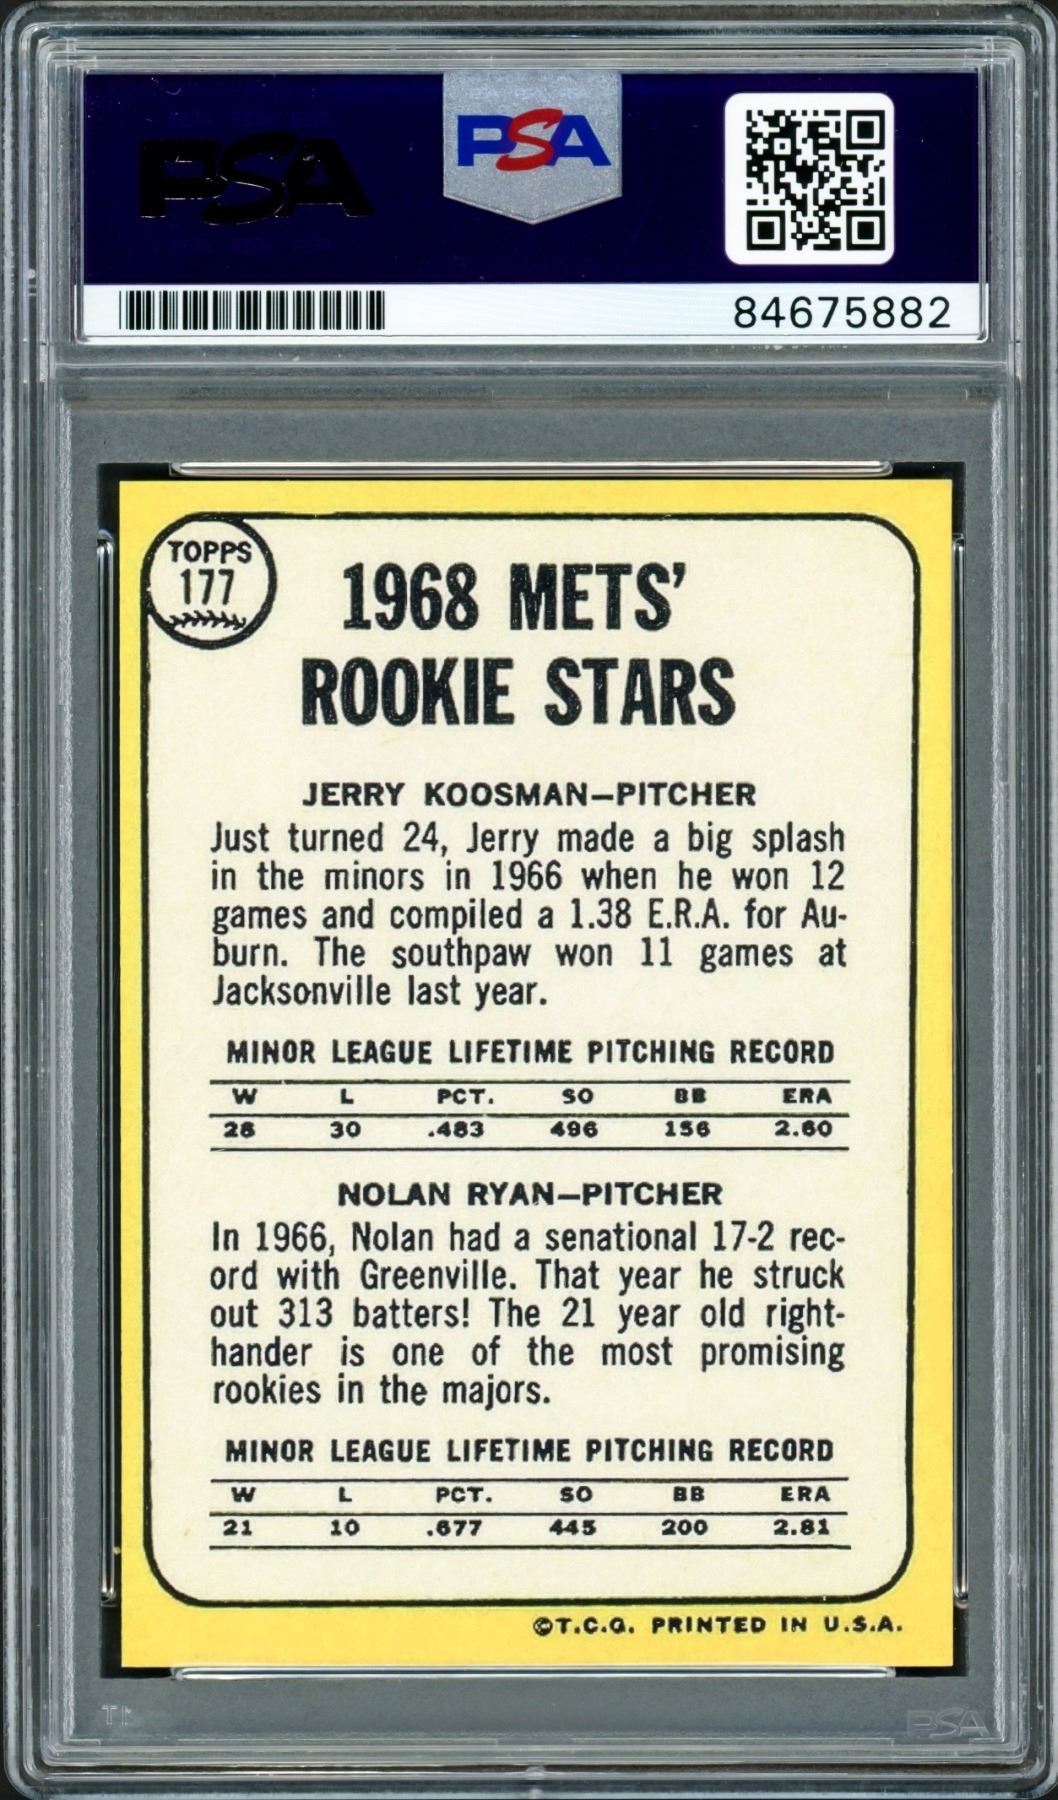 PSA
PSA
84675882
TOPPS
177
1968 METS'
ROOKIE STARS
JERRY KOOSMAN—PITCHER
Just turned 24, Jerry made a big splash
in the minors in 1966 when he won 12
games and compiled a 1.38 E.R.A. for Au-
burn. The southpaw won 11 games at
Jacksonville last year.
MINOR LEAGUE LIFETIME PITCHING RECORD
W L PCT. SO BB ERA
28 30 .483 496 156 2.60
NOLAN RYAN—PITCHER
In 1966, Nolan had a senational 17-2 rec-
ord with Greenville. That year he struck
out 313 batters! The 21 year old right-
hander is one of the most promising
rookies in the majors.
MINOR LEAGUE LIFETIME PITCHING RECORD
W L PCT. SO BB ERA
21 10 .677 445 200 2.81
©T.C.G. PRINTED IN U.S.A.
PSA